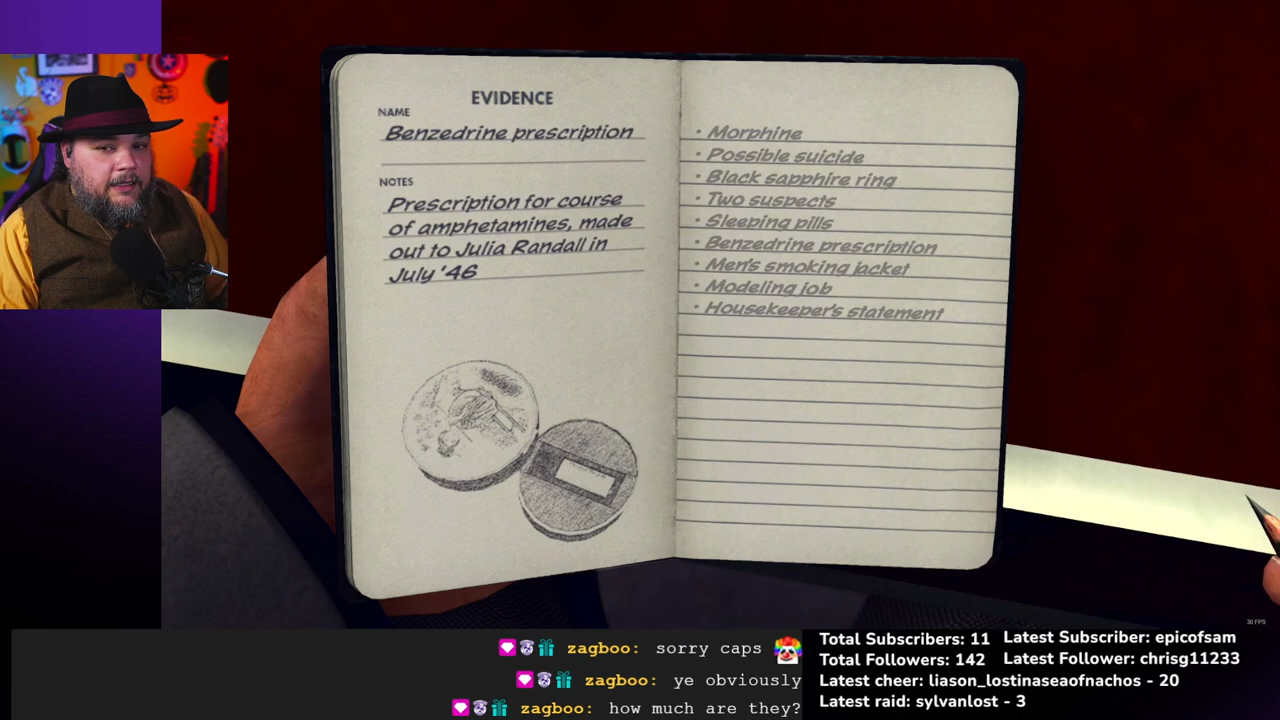 EVIDENCE
NAME
Benzedrine prescription
NOTES
Prescription for course
of amphetamines, made
out to Julia Randall in
July '46
• Morphine
• Possible suicide
• Black sapphire ring
• Two suspects
• Sleeping pills
• Benzedrine prescription
• Men's smoking jacket
• Modeling job
• Housekeeper's statement
30 FPS
zagboo: sorry caps
zagboo: ye obviously
zagboo: how much are they?
Total Subscribers: 11
Latest Subscriber: epicofsam
Total Followers: 142
Latest Follower: chrisg11233
Latest cheer: liason_lostinaseaofnachos - 20
Latest raid: sylvanlost - 3